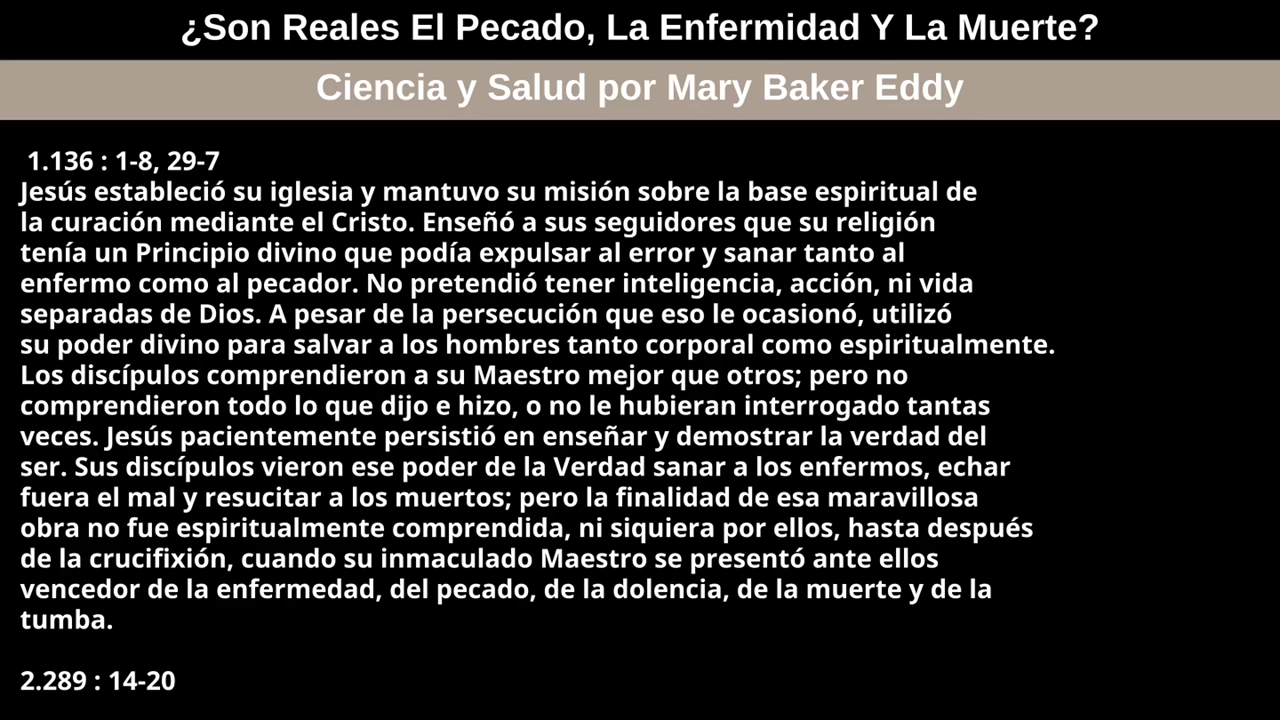 ¿Son Reales El Pecado, La Enfermidad Y La Muerte?
Ciencia y Salud por Mary Baker Eddy
1.136 : 1-8, 29-7
Jesús estableció su iglesia y mantuvo su misión sobre la base espiritual de
la curación mediante el Cristo. Enseñó a sus seguidores que su religión
tenía un Principio divino que podía expulsar al error y sanar tanto al
enfermo como al pecador. No pretendió tener inteligencia, acción, ni vida
separadas de Dios. A pesar de la persecución que eso le ocasionó, utilizó
su poder divino para salvar a los hombres tanto corporal como espiritualmente.
Los discípulos comprendieron a su Maestro mejor que otros; pero no
comprendieron todo lo que dijo e hizo, o no le hubieran interrogado tantas
veces. Jesús pacientemente persistió en enseñar y demostrar la verdad del
ser. Sus discípulos vieron ese poder de la Verdad sanar a los enfermos, echar
fuera el mal y resucitar a los muertos; pero la finalidad de esa maravillosa
obra no fue espiritualmente comprendida, ni siquiera por ellos, hasta después
de la crucifixión, cuando su inmaculado Maestro se presentó ante ellos
vencedor de la enfermedad, del pecado, de la dolencia, de la muerte y de la
tumba.
2.289 : 14-20